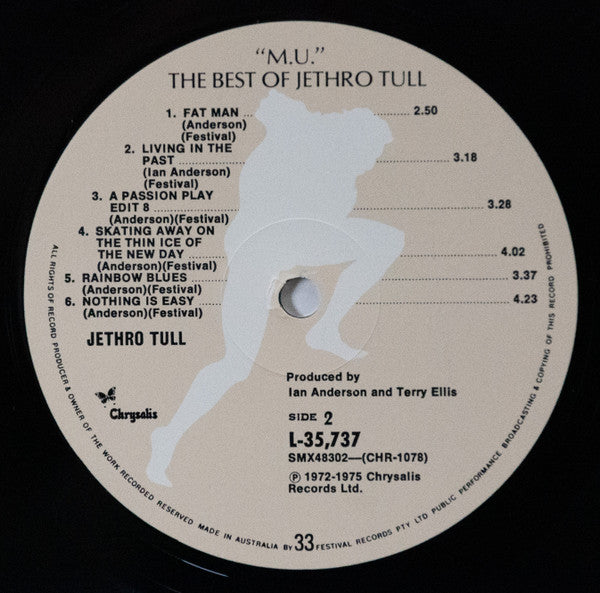 "M.U."
THE BEST OF JETHRO TULL
1. FAT MAN ........ 2.50
(Anderson)
(Festival)
2. LIVING IN THE
PAST ........ 3.18
(Ian Anderson)
(Festival)
3. A PASSION PLAY
EDIT 8 ........ 3.28
(Anderson)(Festival)
4. SKATING AWAY ON
THE THIN ICE OF
THE NEW DAY ........ 4.02
(Anderson)(Festival)
5. RAINBOW BLUES ........ 3.37
(Anderson)(Festival)
6. NOTHING IS EASY ........ 4.23
(Anderson)(Festival)
JETHRO TULL
Chrysalis
Produced by
Ian Anderson and Terry Ellis
SIDE 2
L-35,737
SMX48302—(CHR-1078)
Ⓟ 1972-1975 Chrysalis
Records Ltd.
ALL RIGHTS OF RECORD PRODUCER & OWNER OF THE WORK RECORDED RESERVED MADE IN AUSTRALIA BY 33 FESTIVAL RECORDS PTY LTD PUBLIC PERFORMANCE BROADCASTING & COPYING OF THIS RECORD PROHIBITED